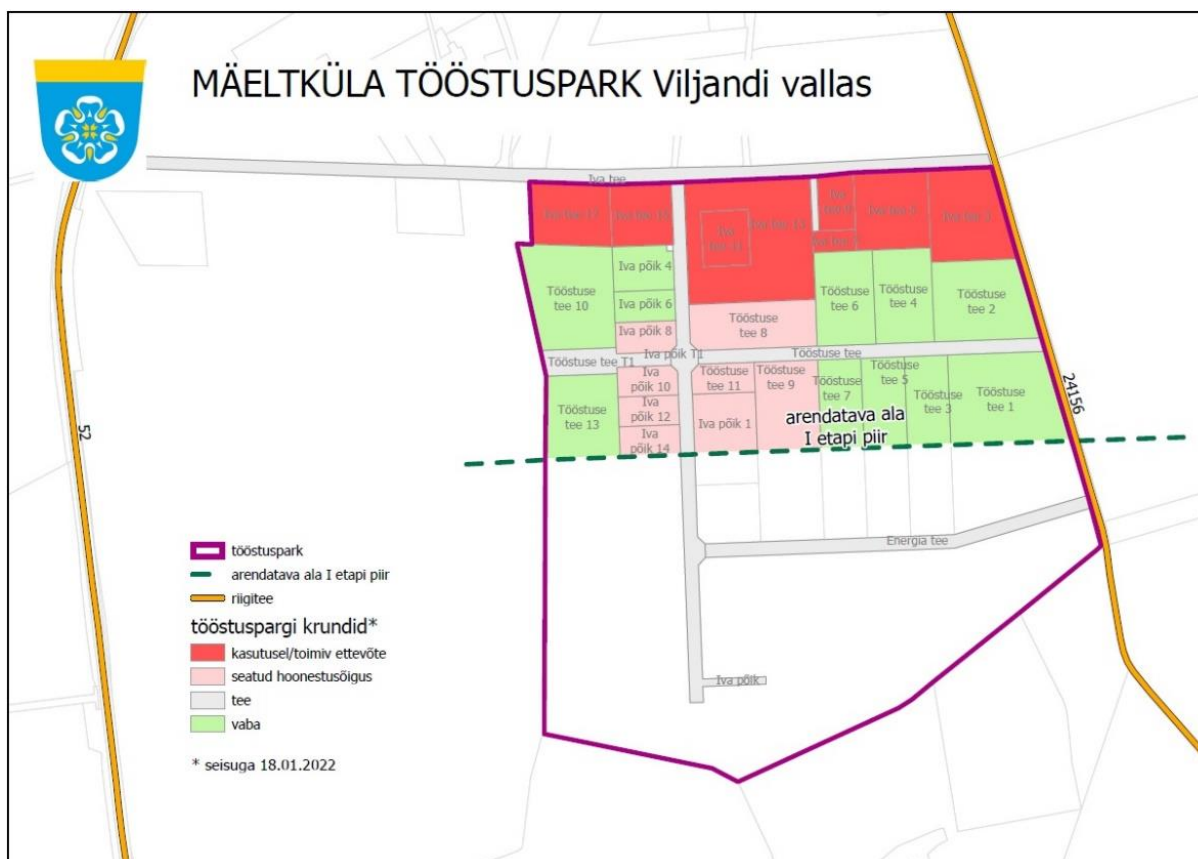 MÄELTKÜLA TÖÖSTUSPARK Viljandi vallas
Iva tee
Iva tee 17
Iva põik 4
Iva põik 6
Iva põik 8
Tööstuse
tee 10
Tööstuse
tee 8
Tööstuse
tee 6
Tööstuse
tee 4
Tööstuse
tee 2
Tööstuse tee T1
Iva põik T1
Tööstuse tee
Iva
põik 10
Iva
põik 12
Iva
põik 14
Tööstuse
tee 13
Tööstuse
tee 11
Iva põik 1
Tööstuse
tee 9
Tööstuse
tee 7
Tööstuse
tee 5
Tööstuse
tee 3
Tööstuse
tee 1
arendatava ala
I etapi piir
24156
52
Energia tee
Iva põik
tööstuspark
arendatava ala I etapi piir
riigitee
tööstuspargi krundid*
kasutusel/toimiv ettevõte
seatud hoonestusõigus
tee
vaba
* seisuga 18.01.2022